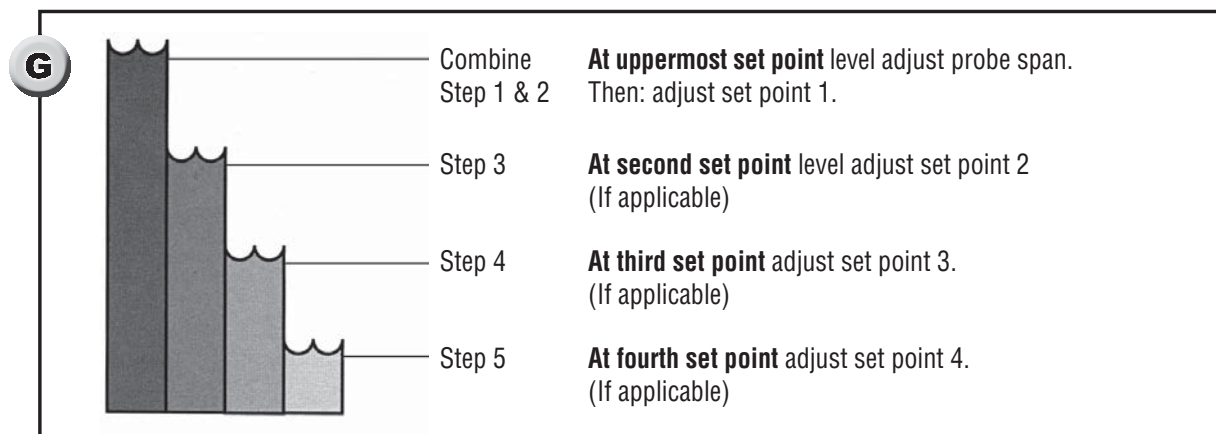 G
Combine At uppermost set point level adjust probe span.
Step 1 & 2 Then: adjust set point 1.
Step 3 At second set point level adjust set point 2
(If applicable)
Step 4 At third set point adjust set point 3.
(If applicable)
Step 5 At fourth set point adjust set point 4.
(If applicable)